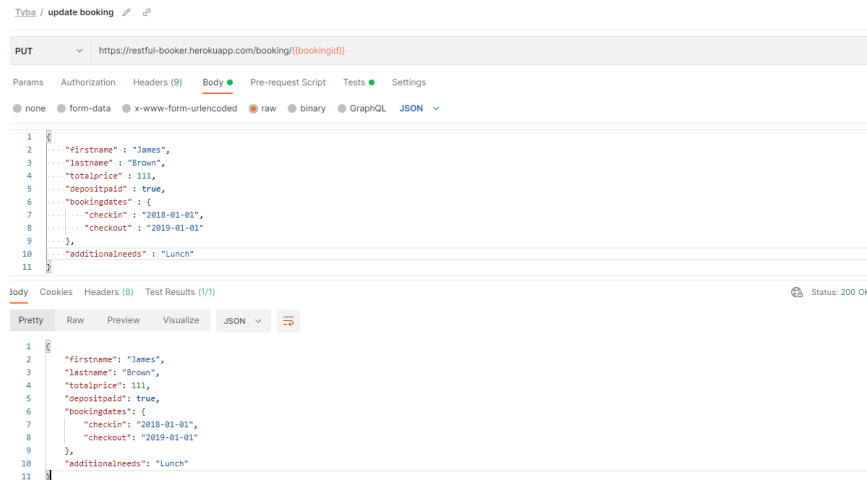 Tyba / update booking
PUT https://restful-booker.herokuapp.com/booking/{{bookingid}}
Params Authorization Headers (9) Body Pre-request Script Tests Settings
none form-data x-www-form-urlencoded raw binary GraphQL JSON
1 {
2 "firstname" : "James",
3 "lastname" : "Brown",
4 "totalprice" : 111,
5 "depositpaid" : true,
6 "bookingdates" : {
7 "checkin" : "2018-01-01",
8 "checkout" : "2019-01-01"
9 },
10 "additionalneeds" : "Lunch"
11 }
Body Cookies Headers (8) Test Results (1/1) Status: 200 OK
Pretty Raw Preview Visualize JSON
1 {
2 "firstname": "James",
3 "lastname": "Brown",
4 "totalprice": 111,
5 "depositpaid": true,
6 "bookingdates": {
7 "checkin": "2018-01-01",
8 "checkout": "2019-01-01"
9 },
10 "additionalneeds": "Lunch"
11 }